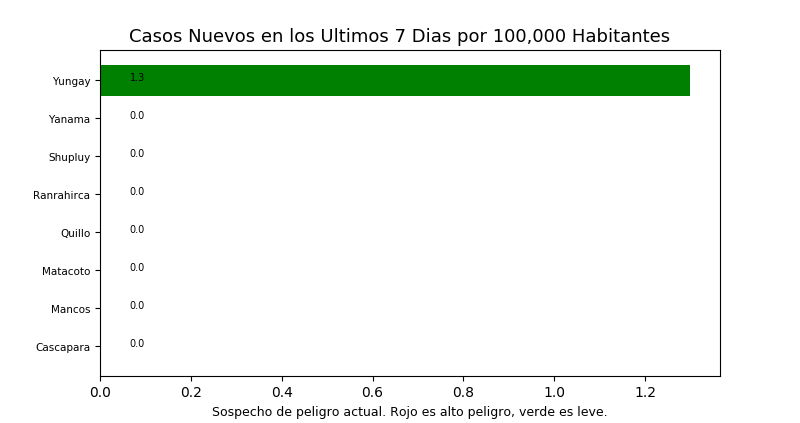 Casos Nuevos en los Ultimos 7 Dias por 100,000 Habitantes
Yungay 1.3
Yanama 0.0
Shupluy 0.0
Ranrahirca 0.0
Quillo 0.0
Matacoto 0.0
Mancos 0.0
Cascapara 0.0
0.0 0.2 0.4 0.6 0.8 1.0 1.2
Sospecho de peligro actual. Rojo es alto peligro, verde es leve.